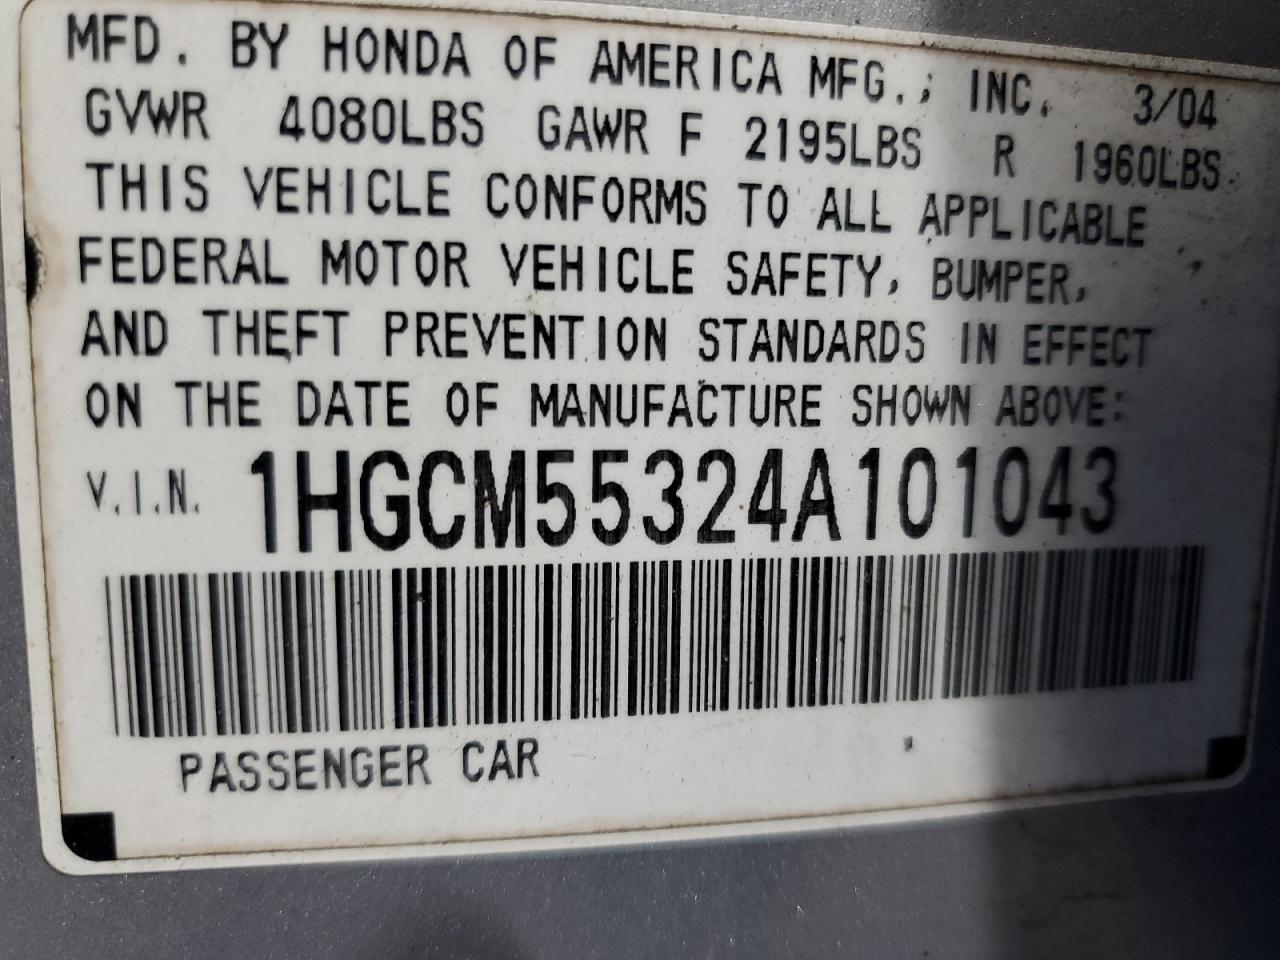 MFD. BY HONDA OF AMERICA MFG., INC. 3/04
GVWR 4080LBS GAWR F 2195LBS R 1960LBS
THIS VEHICLE CONFORMS TO ALL APPLICABLE
FEDERAL MOTOR VEHICLE SAFETY, BUMPER,
AND THEFT PREVENTION STANDARDS IN EFFECT
ON THE DATE OF MANUFACTURE SHOWN ABOVE:
V.I.N. 1HGCM55324A101043
PASSENGER CAR